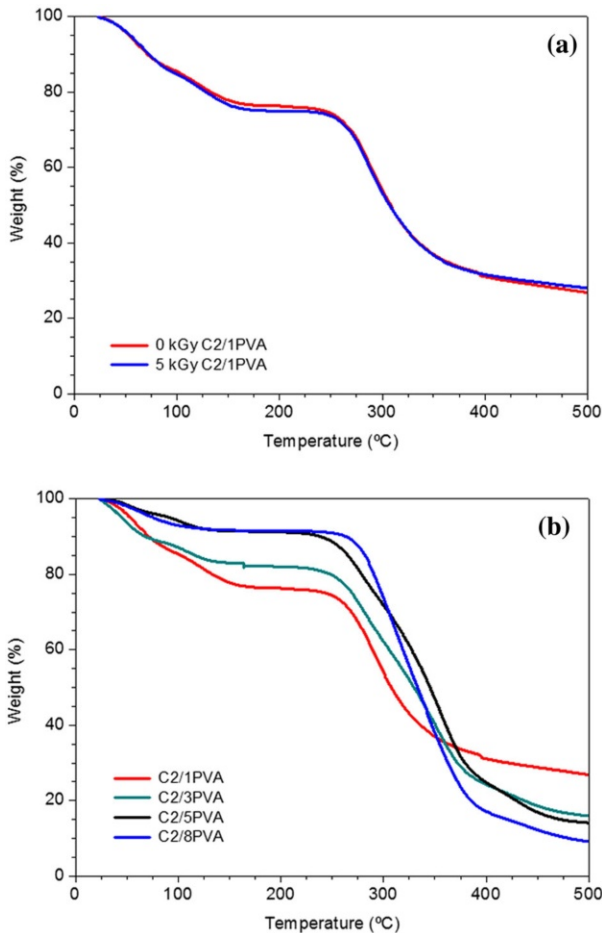 100
80
60
40
20
0
Weight (%)
(a)
0 kGy C2/1PVA
5 kGy C2/1PVA
0 100 200 300 400 500
Temperature (ºC)
100
80
60
40
20
0
Weight (%)
(b)
C2/1PVA
C2/3PVA
C2/5PVA
C2/8PVA
0 100 200 300 400 500
Temperature (ºC)